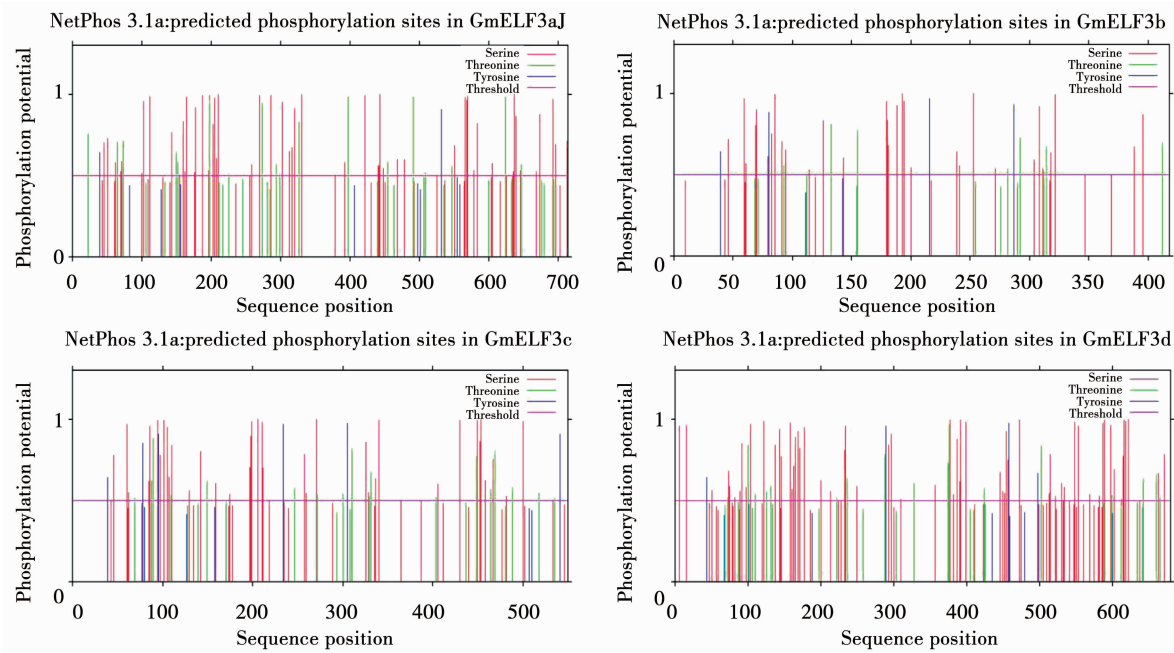 NetPhos 3.1a:predicted phosphorylation sites in GmELF3aJ
Phosphorylation potential
Serine
Threonine
Tyrosine
Threshold
1
0
0 100 200 300 400 500 600 700
Sequence position
NetPhos 3.1a:predicted phosphorylation sites in GmELF3b
Phosphorylation potential
Serine
Threonine
Tyrosine
Threshold
1
0
0 50 100 150 200 250 300 350 400
Sequence position
NetPhos 3.1a:predicted phosphorylation sites in GmELF3c
Phosphorylation potential
Serine
Threonine
Tyrosine
Threshold
1
0
0 100 200 300 400 500
Sequence position
NetPhos 3.1a:predicted phosphorylation sites in GmELF3d
Phosphorylation potential
Serine
Threonine
Tyrosine
Threshold
1
0
0 100 200 300 400 500 600
Sequence position